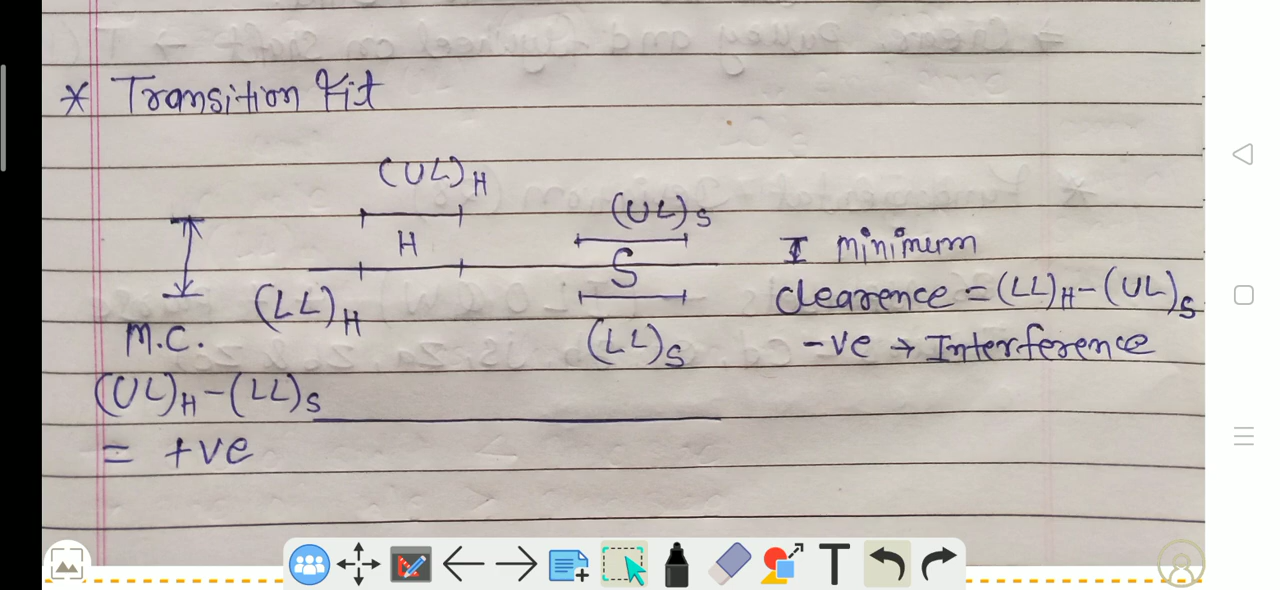 * Transition Fit
(UL)H
(UL)S
H
S
I minimum
(LL)H
clearence = (LL)H - (UL)S
M.C.
(LL)S
-ve → Interference
(UL)H - (LL)S
= +ve
T